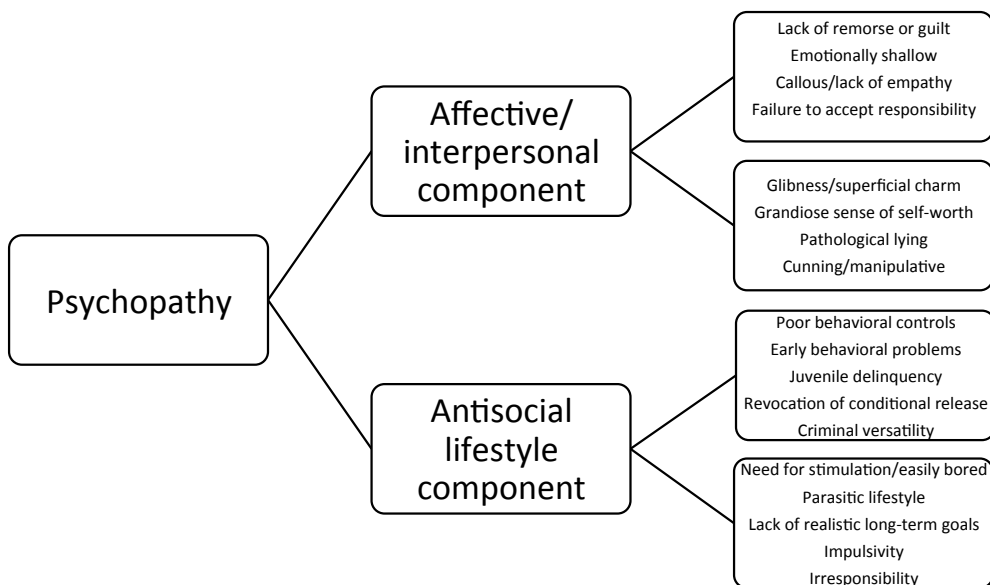 Psychopathy
Affective/
interpersonal
component
Lack of remorse or guilt
Emotionally shallow
Callous/lack of empathy
Failure to accept responsibility
Glibness/superficial charm
Grandiose sense of self-worth
Pathological lying
Cunning/manipulative
Antisocial
lifestyle
component
Poor behavioral controls
Early behavioral problems
Juvenile delinquency
Revocation of conditional release
Criminal versatility
Need for stimulation/easily bored
Parasitic lifestyle
Lack of realistic long-term goals
Impulsivity
Irresponsibility